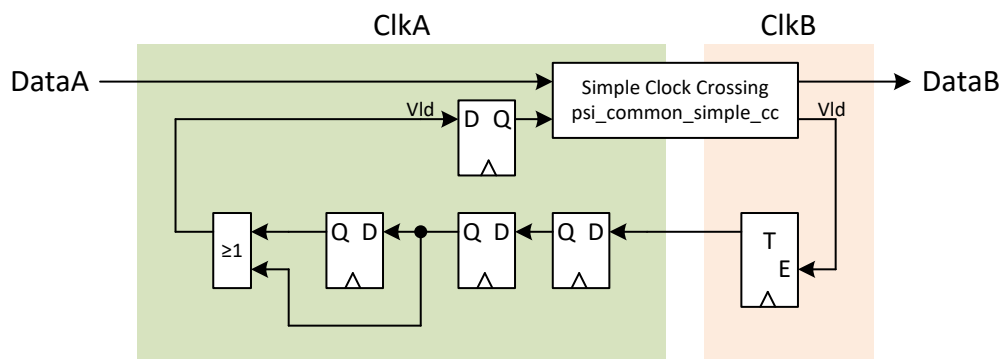 ClkA
ClkB
DataA
Simple Clock Crossing
psi_common_simple_cc
DataB
Vld
D Q
Vld
≥1
Q D
Q D
Q D
T
E